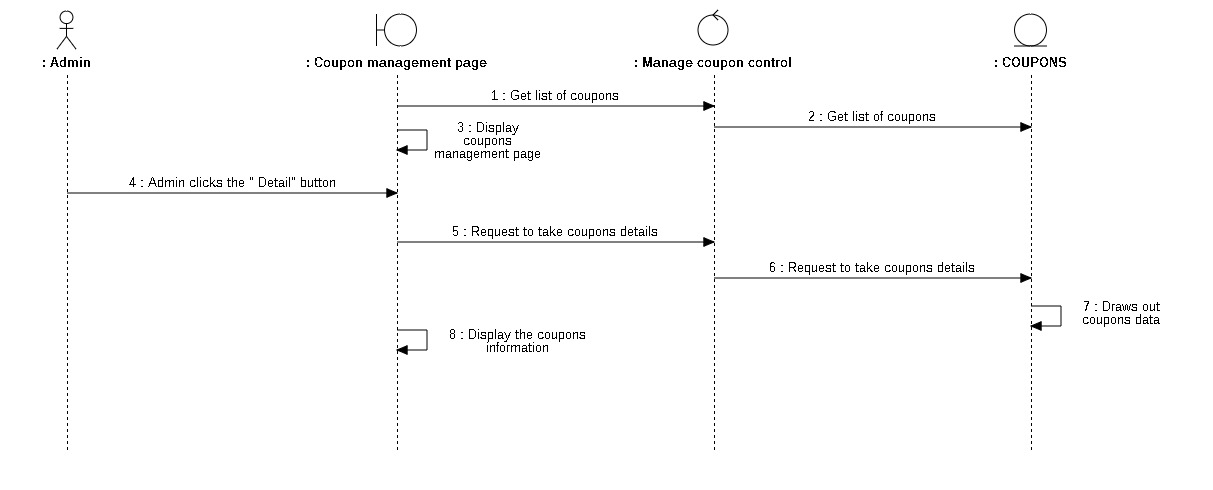 : Admin
: Coupon management page
: Manage coupon control
: COUPONS
1 : Get list of coupons
2 : Get list of coupons
3 : Display
coupons
management page
4 : Admin clicks the " Detail" button
5 : Request to take coupons details
6 : Request to take coupons details
7 : Draws out
coupons data
8 : Display the coupons
information